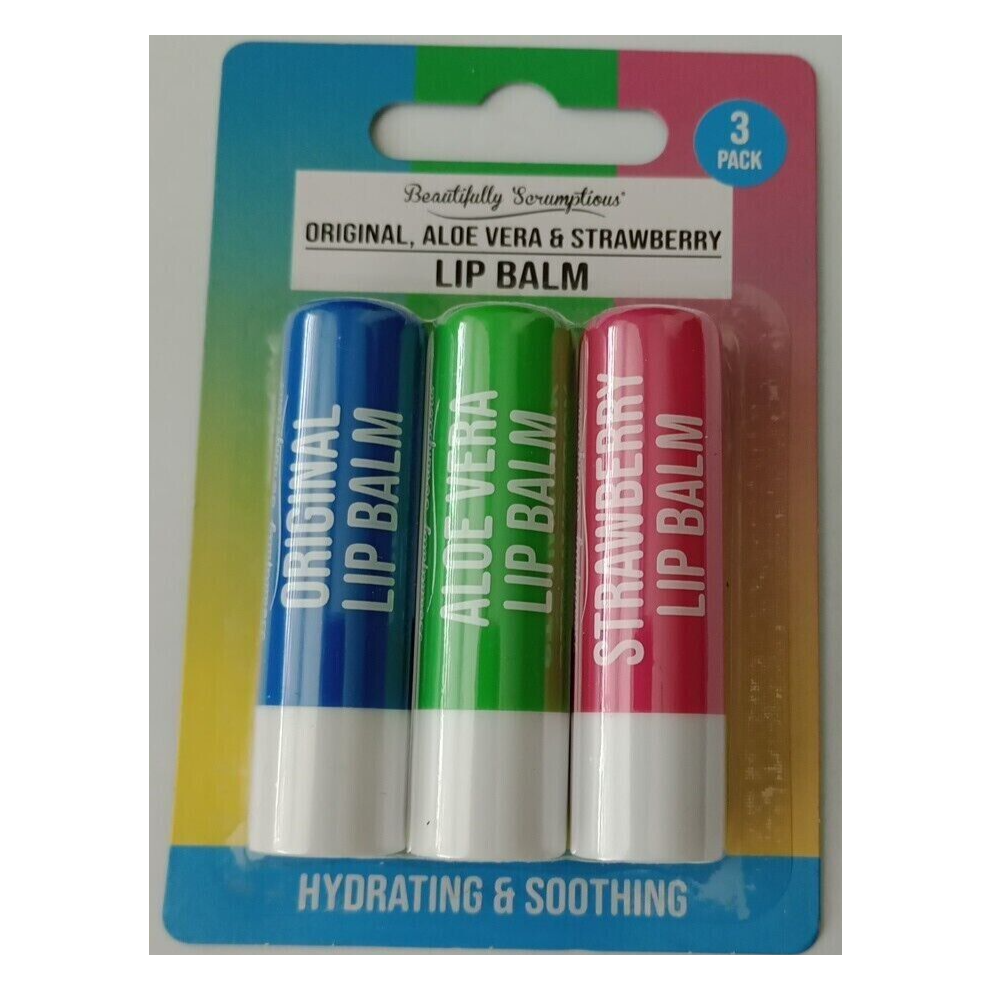 3
PACK
Beautifully Scrumptious
ORIGINAL, ALOE VERA & STRAWBERRY
LIP BALM
ORIGINAL
LIP BALM
ALOE VERA
LIP BALM
STRAWBERRY
LIP BALM
HYDRATING & SOOTHING